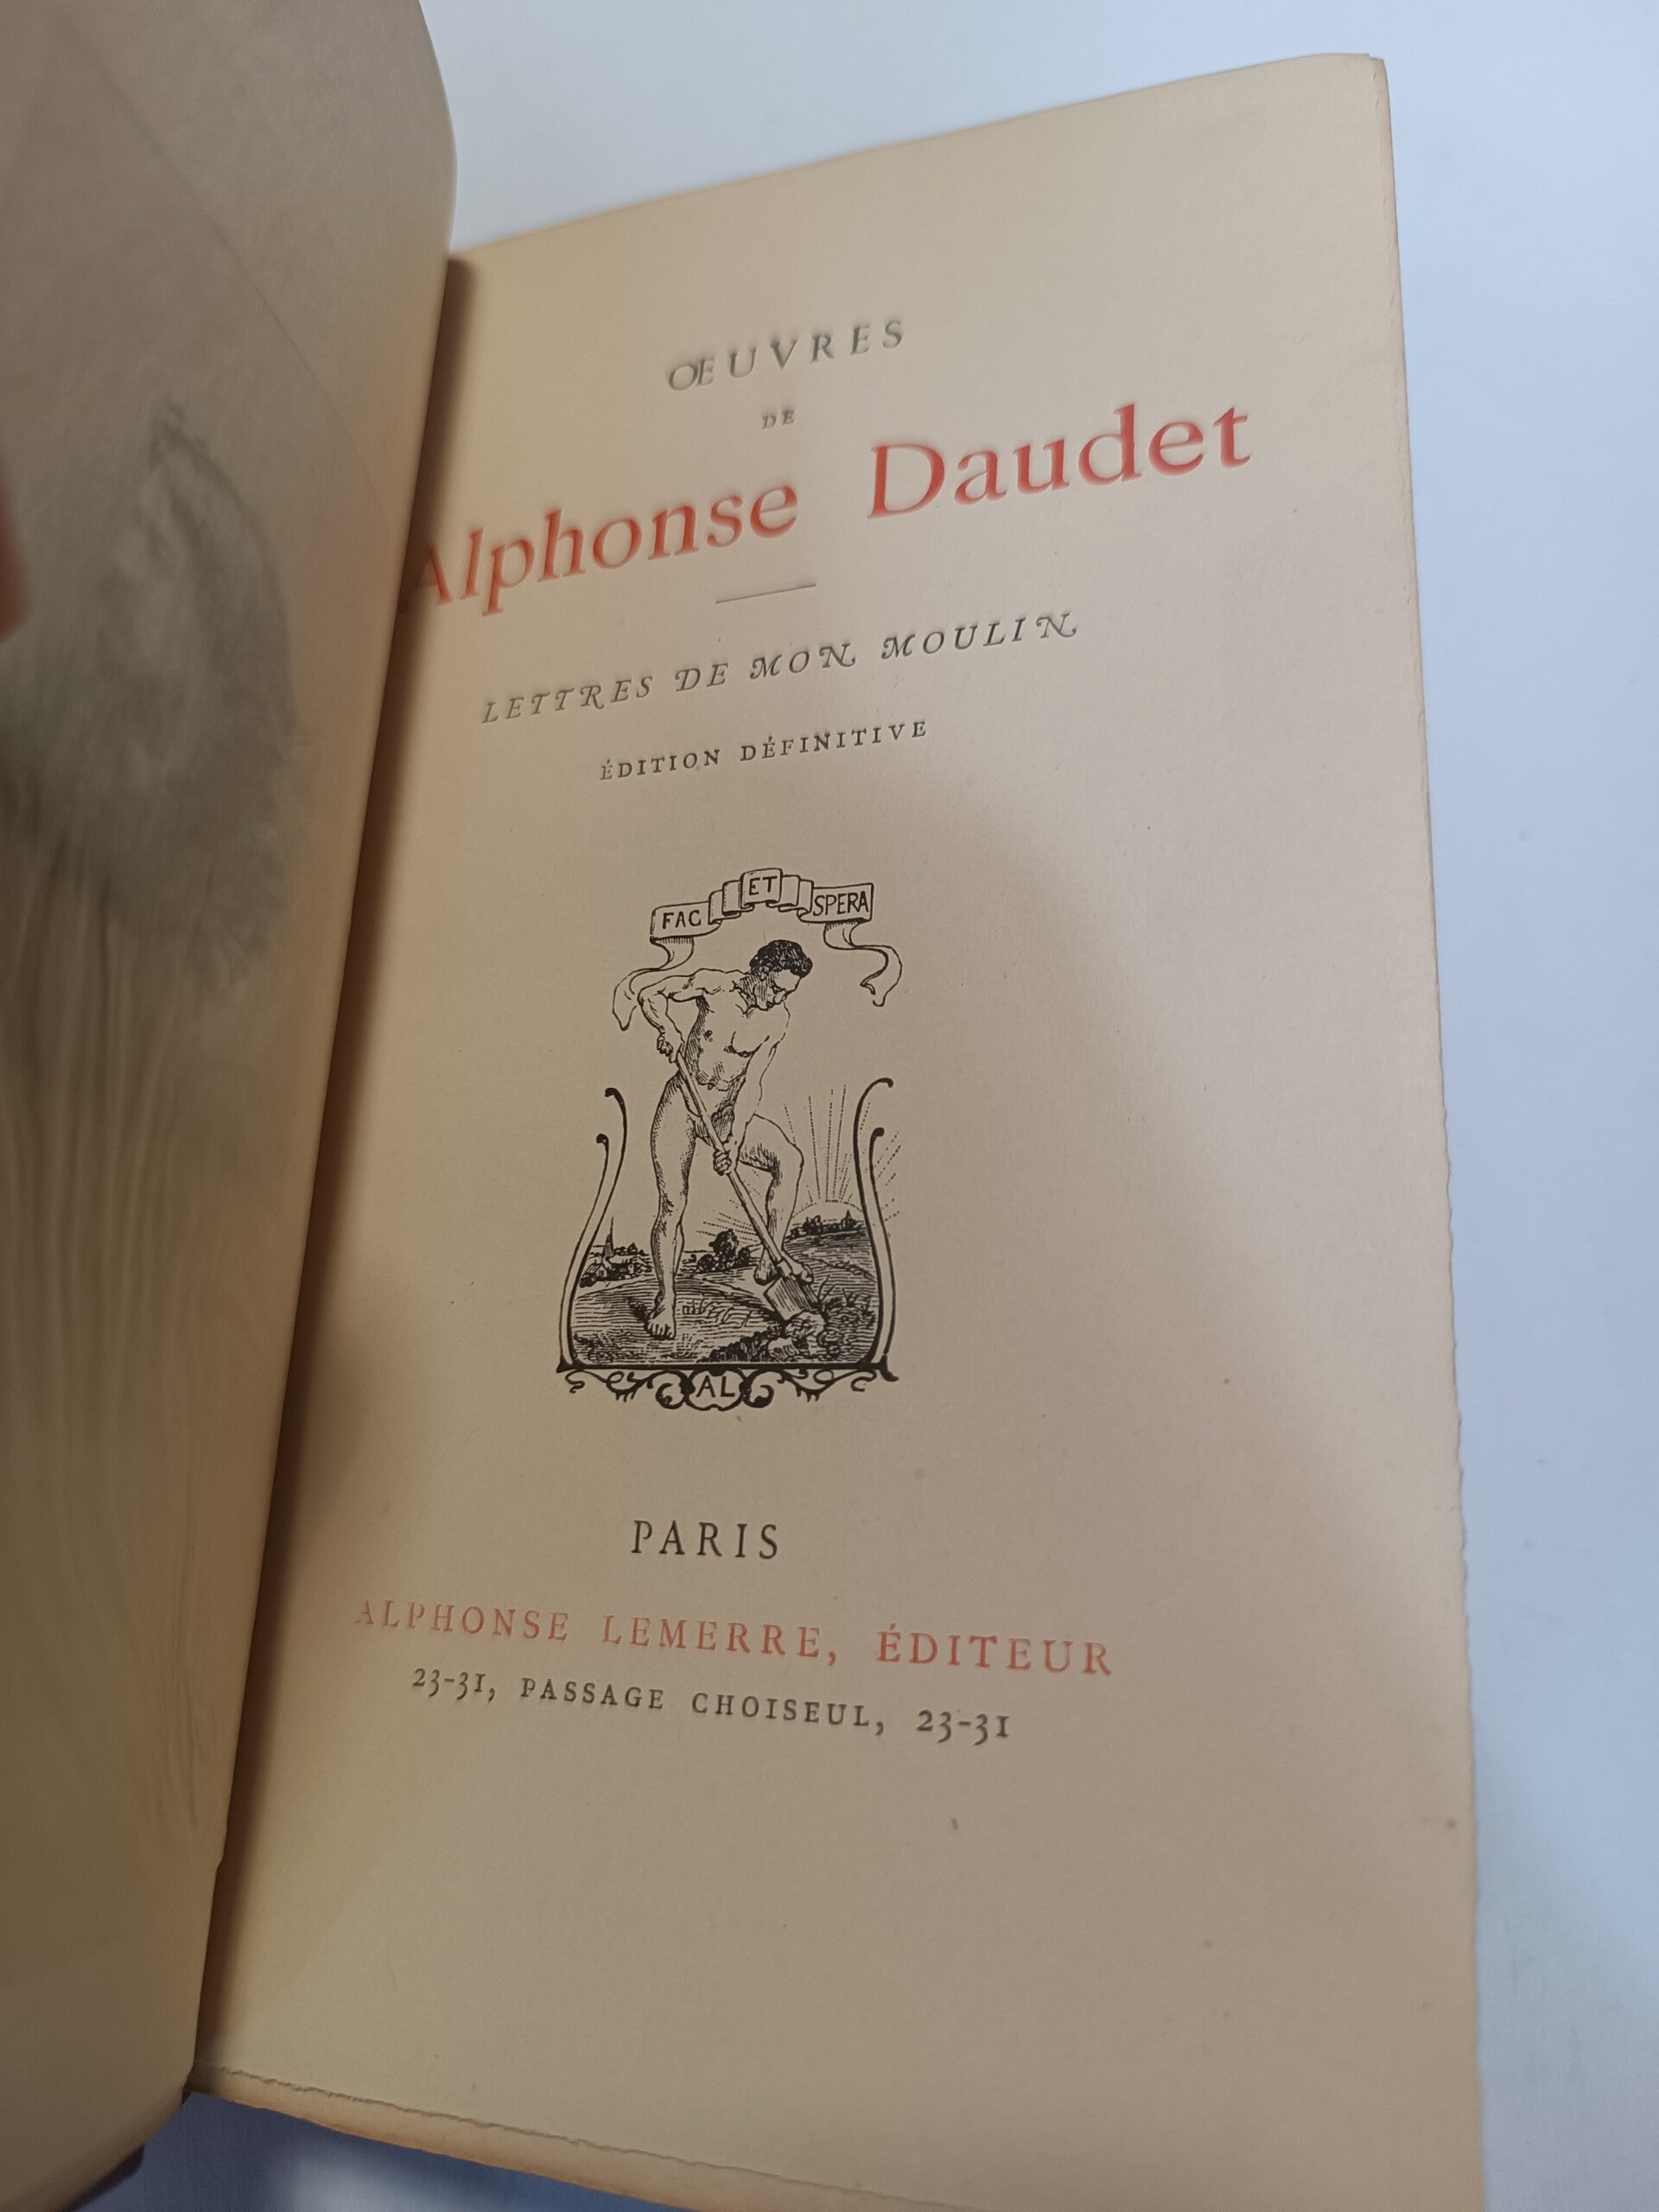 ŒUVRES
DE
Alphonse Daudet
LETTRES DE MON MOULIN
ÉDITION DÉFINITIVE
FAC ET SPERA
AL
PARIS
ALPHONSE LEMERRE, ÉDITEUR
23-31, PASSAGE CHOISEUL, 23-31